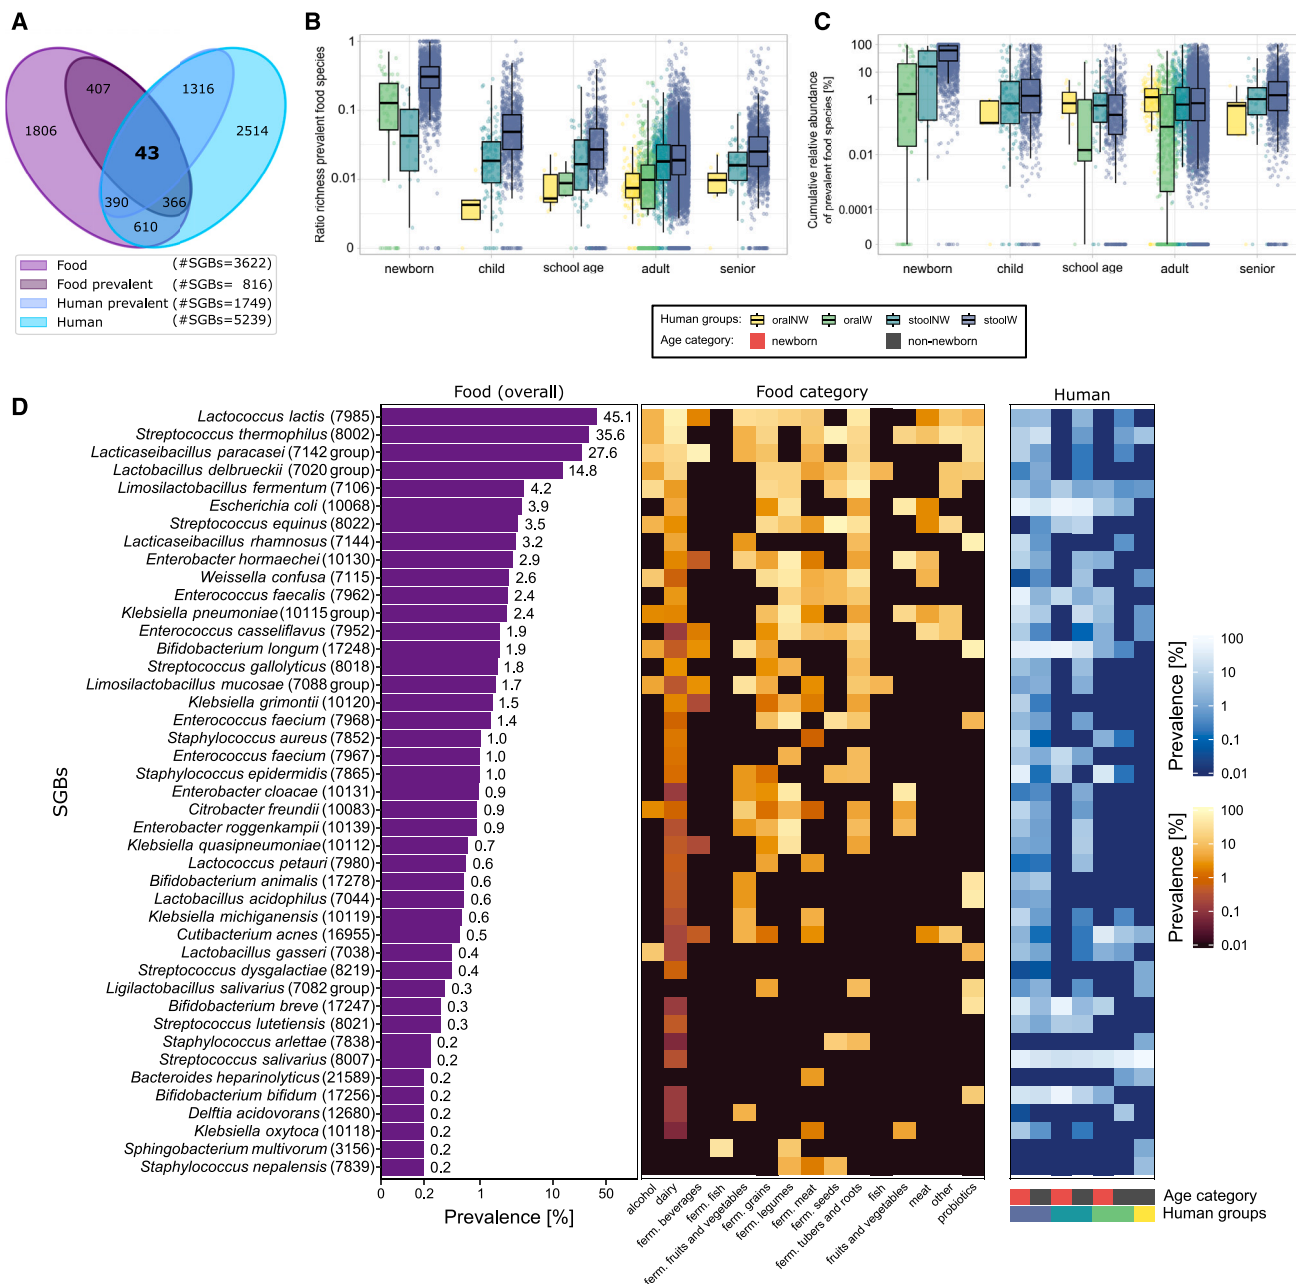 A
407
1316
1806
2514
43
390
366
610
Food (#SGBs=3622)
Food prevalent (#SGBs= 816)
Human prevalent (#SGBs=1749)
Human (#SGBs=5239)
B
Ratio richness prevalent food species
1
0.1
0.01
0
newborn child school age adult senior
C
Cumulative relative abundance
of prevalent food species [%]
100
10
1
0.01
0.0001
0
newborn child school age adult senior
Human groups: oralNW oralW stoolNW stoolW
Age category: newborn non-newborn
D
Food (overall) Food category Human
SGBs
Lactococcus lactis (7985) 45.1
Streptococcus thermophilus (8002) 35.6
Lacticaseibacillus paracasei (7142 group) 27.6
Lactobacillus delbrueckii (7020 group) 14.8
Limosilactobacillus fermentum (7106) 4.2
Escherichia coli (10068) 3.9
Streptococcus equinus (8022) 3.5
Lacticaseibacillus rhamnosus (7144) 3.2
Enterobacter hormaechei (10130) 2.9
Weissella confusa (7115) 2.6
Enterococcus faecalis (7962) 2.4
Klebsiella pneumoniae (10115 group) 2.4
Enterococcus casseliflavus (7952) 1.9
Bifidobacterium longum (17248) 1.9
Streptococcus gallolyticus (8018) 1.8
Limosilactobacillus mucosae (7088 group) 1.7
Klebsiella grimontii (10120) 1.5
Enterococcus faecium (7968) 1.4
Staphylococcus aureus (7852) 1.0
Enterococcus faecium (7967) 1.0
Staphylococcus epidermidis (7865) 1.0
Enterobacter cloacae (10131) 0.9
Citrobacter freundii (10083) 0.9
Enterobacter roggenkampii (10139) 0.9
Klebsiella quasipneumoniae (10112) 0.7
Lactococcus petauri (7980) 0.6
Bifidobacterium animalis (17278) 0.6
Lactobacillus acidophilus (7044) 0.6
Klebsiella michiganensis (10119) 0.6
Cutibacterium acnes (16955) 0.5
Lactobacillus gasseri (7038) 0.4
Streptococcus dysgalactiae (8219) 0.4
Ligilactobacillus salivarius (7082 group) 0.3
Bifidobacterium breve (17247) 0.3
Streptococcus lutetiensis (8021) 0.3
Staphylococcus arlettae (7838) 0.2
Streptococcus salivarius (8007) 0.2
Bacteroides heparinolyticus (21589) 0.2
Bifidobacterium bifidum (17256) 0.2
Delftia acidovorans (12680) 0.2
Klebsiella oxytoca (10118) 0.2
Sphingobacterium multivorum (3156) 0.2
Staphylococcus nepalensis (7839) 0.2
0 0.2 1 10 50
Prevalence [%]
alcohol
dairy
ferm. beverages
ferm. fish
ferm. fruits and vegetables
ferm. grains
ferm. legumes
ferm. meat
ferm. seeds
ferm. tubers and roots
fish
fruits and vegetables
meat
other
probiotics
Age category
Human groups
Prevalence [%]
100
10
1
0.1
0,01
Prevalence [%]
100
10
1
0.1
0.01